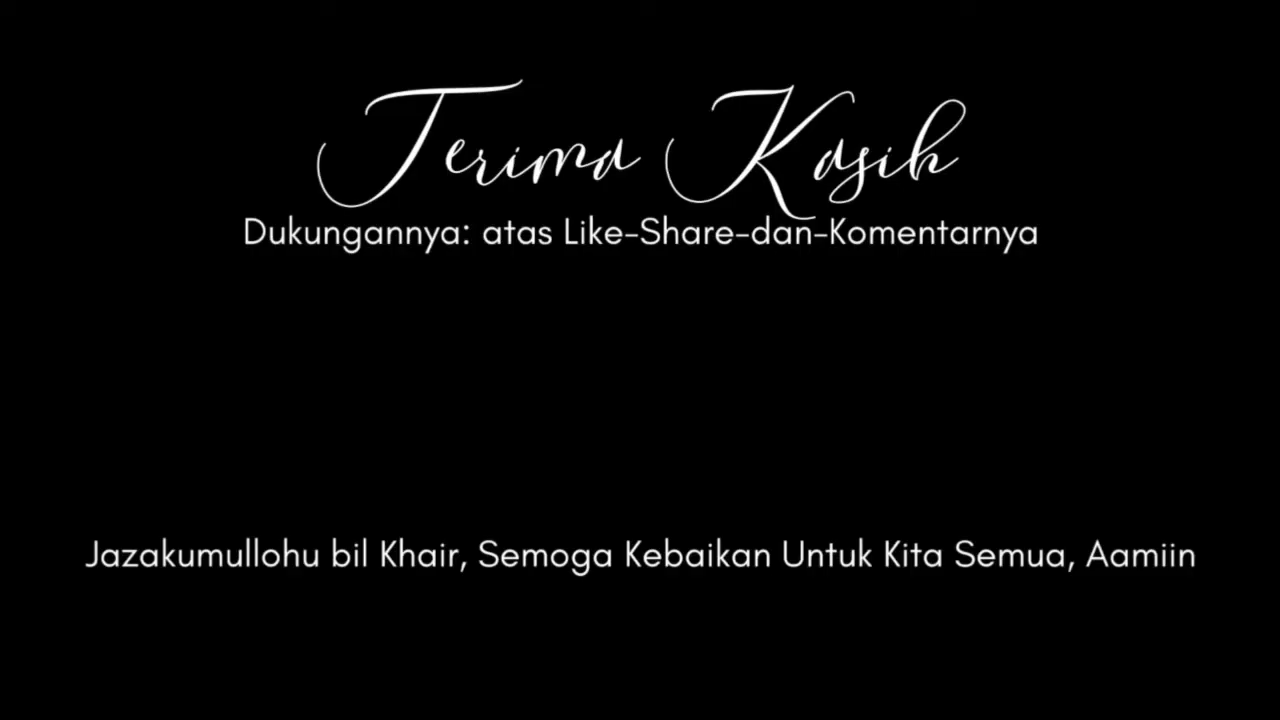 Terima Kasih
Dukungannya: atas Like-Share-dan-Komentarnya
Jazakumullohu bil Khair, Semoga Kebaikan Untuk Kita Semua, Aamiin